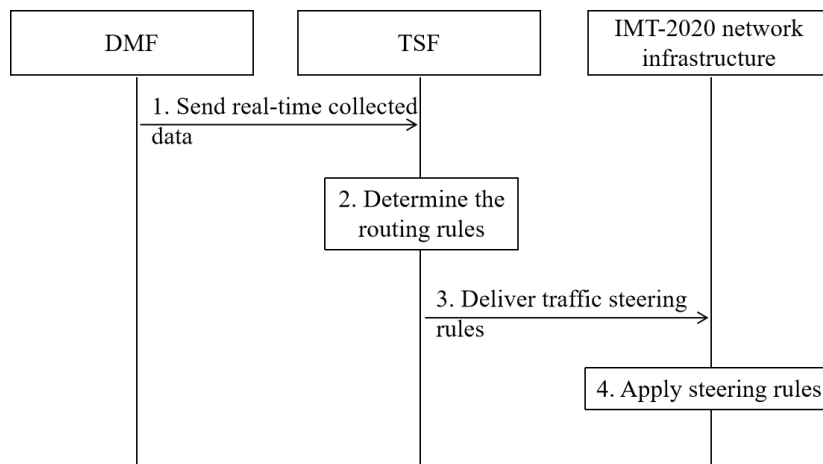 DMF
TSF
IMT-2020 network
infrastructure
1. Send real-time collected
data
2. Determine the
routing rules
3. Deliver traffic steering
rules
4. Apply steering rules